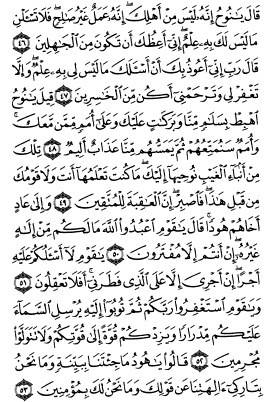 قَالَ يَٰنُوحُ إِنَّهُۥ لَيْسَ مِنْ أَهْلِكَ ۖ إِنَّهُۥ عَمَلٌ غَيْرُ صَٰلِحٍ ۖ فَلَا تَسْـَٔلْنِ
مَا لَيْسَ لَكَ بِهِۦ عِلْمٌ ۖ إِنِّىٓ أَعِظُكَ أَن تَكُونَ مِنَ ٱلْجَٰهِلِينَ ٤٦
قَالَ رَبِّ إِنِّىٓ أَعُوذُ بِكَ أَنْ أَسْـَٔلَكَ مَا لَيْسَ لِى بِهِۦ عِلْمٌ ۖ وَإِلَّا
تَغْفِرْ لِى وَتَرْحَمْنِىٓ أَكُن مِّنَ ٱلْخَٰسِرِينَ ٤٧ قِيلَ يَٰنُوحُ
ٱهْبِطْ بِسَلَٰمٍ مِّنَّا وَبَرَكَٰتٍ عَلَيْكَ وَعَلَىٰٓ أُمَمٍ مِّمَّن مَّعَكَ ۚ
وَأُمَمٌ سَنُمَتِّعُهُمْ ثُمَّ يَمَسُّهُم مِّنَّا عَذَابٌ أَلِيمٌ ٤٨ تِلْكَ
مِنْ أَنۢبَآءِ ٱلْغَيْبِ نُوحِيهَآ إِلَيْكَ ۖ مَا كُنتَ تَعْلَمُهَآ أَنتَ وَلَا قَوْمُكَ
مِن قَبْلِ هَٰذَا ۖ فَٱصْبِرْ ۖ إِنَّ ٱلْعَٰقِبَةَ لِلْمُتَّقِينَ ٤٩ وَإِلَىٰ عَادٍ
أَخَاهُمْ هُودًا ۚ قَالَ يَٰقَوْمِ ٱعْبُدُوا۟ ٱللَّهَ مَا لَكُم مِّنْ إِلَٰهٍ
غَيْرُهُۥٓ ۖ إِنْ أَنتُمْ إِلَّا مُفْتَرُونَ ٥٠ يَٰقَوْمِ لَآ أَسْـَٔلُكُمْ عَلَيْهِ
أَجْرًا ۖ إِنْ أَجْرِىَ إِلَّا عَلَى ٱلَّذِى فَطَرَنِىٓ ۚ أَفَلَا تَعْقِلُونَ ٥١
وَيَٰقَوْمِ ٱسْتَغْفِرُوا۟ رَبَّكُمْ ثُمَّ تُوبُوٓا۟ إِلَيْهِ يُرْسِلِ ٱلسَّمَآءَ
عَلَيْكُم مِّدْرَارًا وَيَزِدْكُمْ قُوَّةً إِلَىٰ قُوَّتِكُمْ وَلَا تَتَوَلَّوْا۟
مُجْرِمِينَ ٥٢ قَالُوا۟ يَٰهُودُ مَا جِئْتَنَا بِبَيِّنَةٍ وَمَا نَحْنُ
بِتَارِكِىٓ ءَالِهَتِنَا عَن قَوْلِكَ وَمَا نَحْنُ لَكَ بِمُؤْمِنِينَ ٥٣